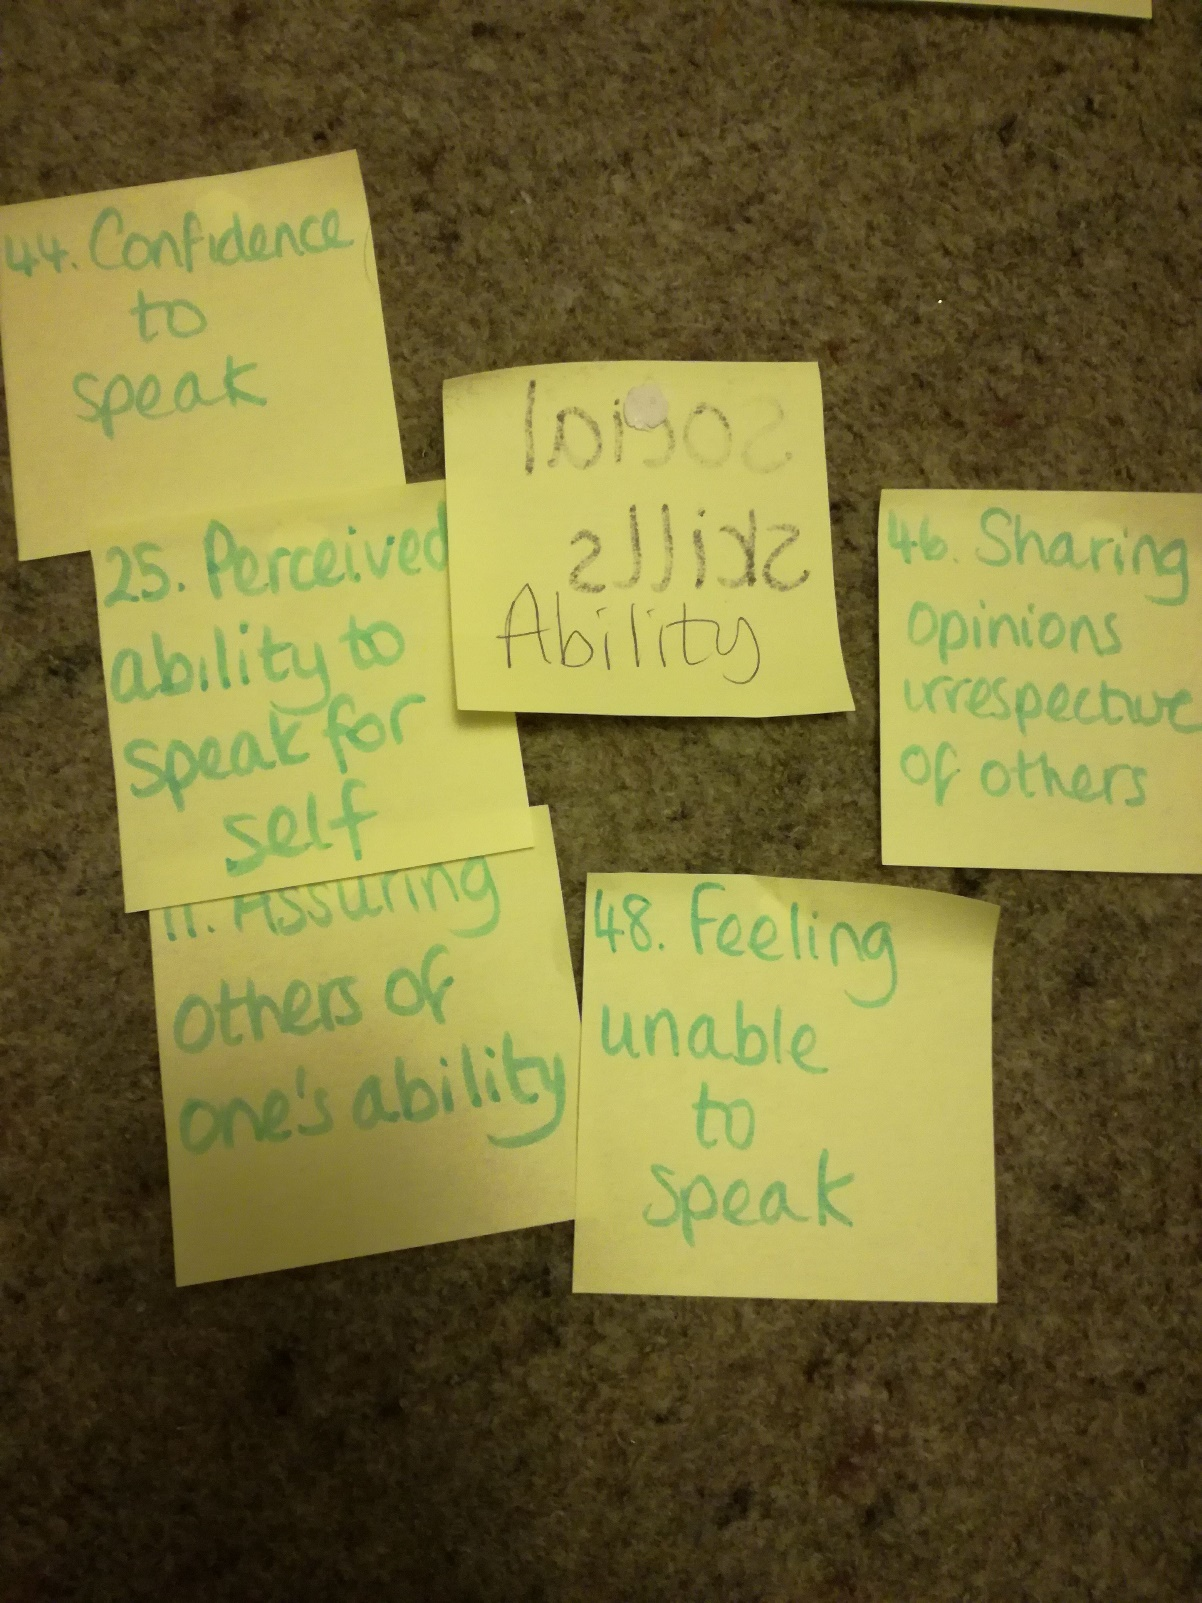 44. Confidence
to
speak
social
skills
Ability
25. Perceived
ability to
speak for
self
46. Sharing
opinions
irrespective
of others
11. Assuring
others of
one's ability
48. Feeling
unable
to
speak